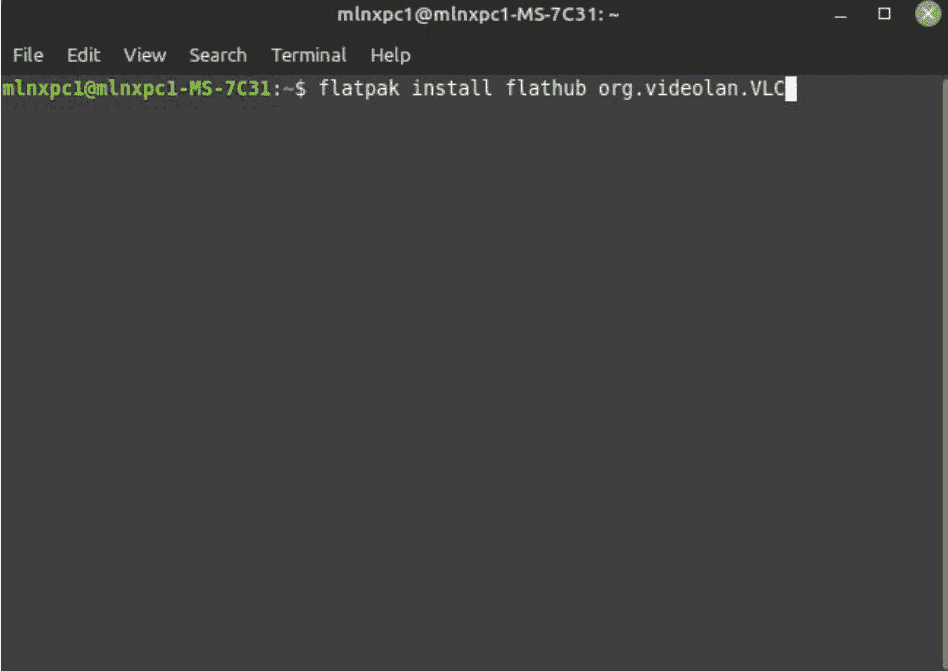 mlnxpc1@mlnxpc1-MS-7C31: ~
File Edit View Search Terminal Help
mlnxpc1@mlnxpc1-MS-7C31:~$ flatpak install flathub org.videolan.VLC